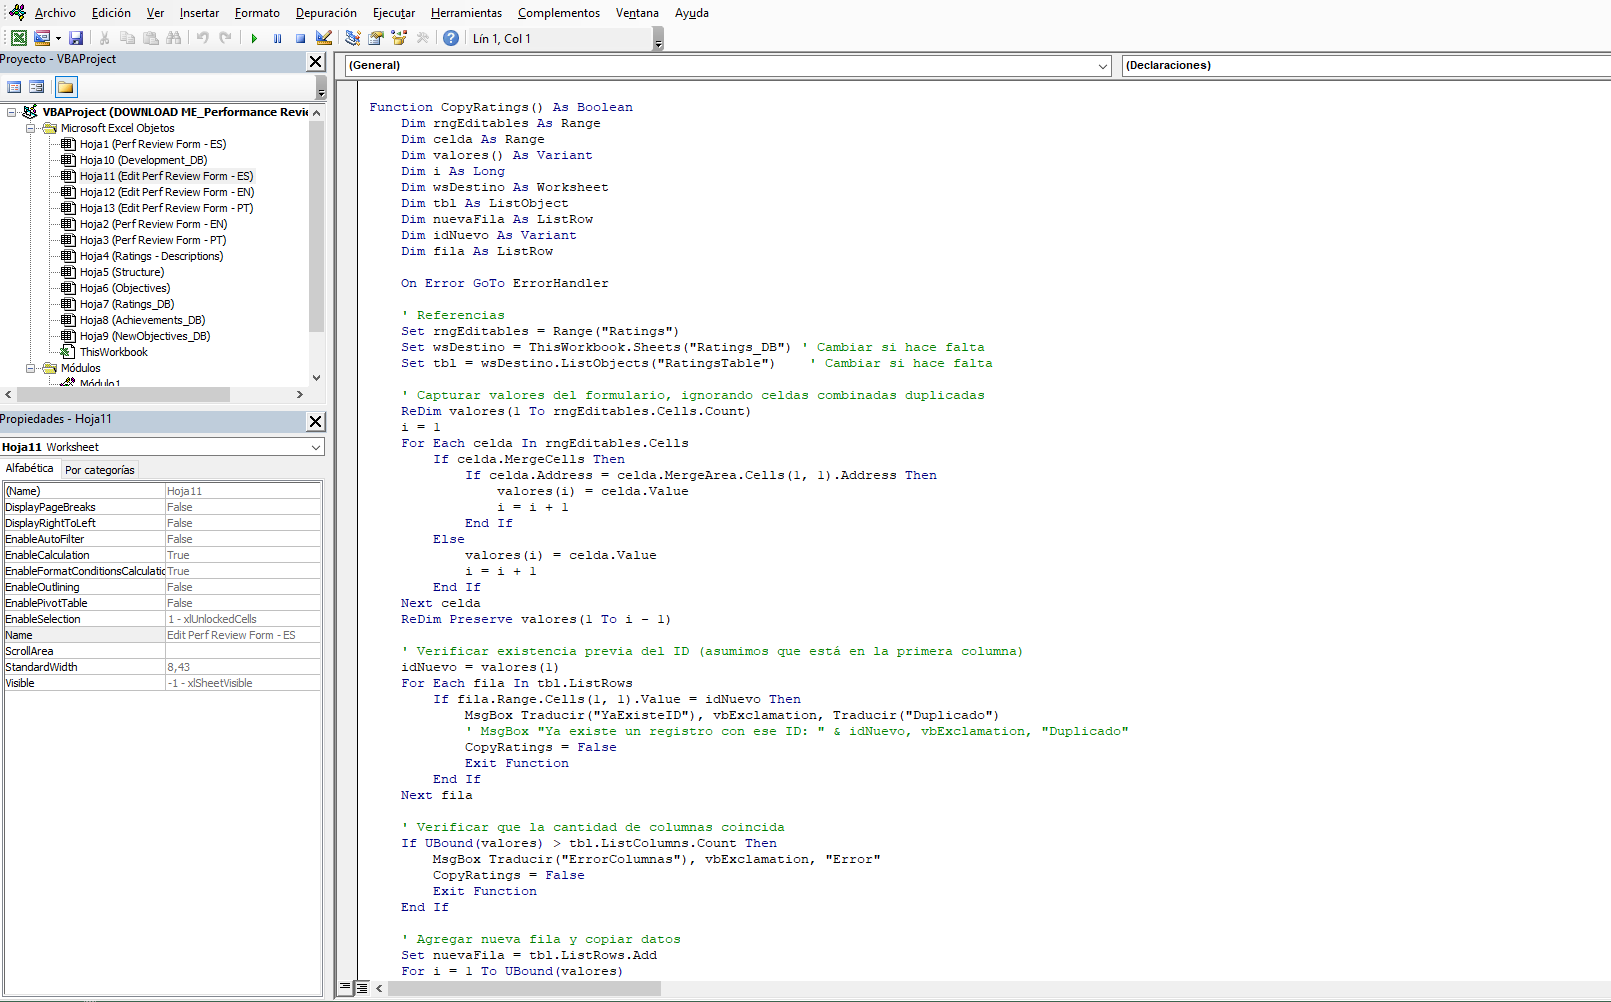 Archivo Edición Ver Insertar Formato Depuración Ejecutar Herramientas Complementos Ventana Ayuda
Lín 1, Col 1
Proyecto - VBAProject
VBAProject (DOWNLOAD ME_Performance Revi
Microsoft Excel Objetos
Hoja1 (Perf Review Form - ES)
Hoja10 (Development_DB)
Hoja11 (Edit Perf Review Form - ES)
Hoja12 (Edit Perf Review Form - EN)
Hoja13 (Edit Perf Review Form - PT)
Hoja2 (Perf Review Form - EN)
Hoja3 (Perf Review Form - PT)
Hoja4 (Ratings - Descriptions)
Hoja5 (Structure)
Hoja6 (Objectives)
Hoja7 (Ratings_DB)
Hoja8 (Achievements_DB)
Hoja9 (NewObjectives_DB)
ThisWorkbook
Módulos
Módulo1
Propiedades - Hoja11
Hoja11 Worksheet
Alfabética Por categorías
(Name) Hoja11
DisplayPageBreaks False
DisplayRightToLeft False
EnableAutoFilter False
EnableCalculation True
EnableFormatConditionsCalculatio True
EnableOutlining False
EnablePivotTable False
EnableSelection 1 - xlUnlockedCells
Name Edit Perf Review Form - ES
ScrollArea
StandardWidth 8,43
Visible -1 - xlSheetVisible
(General) (Declaraciones)
Function CopyRatings() As Boolean
    Dim rngEditables As Range
    Dim celda As Range
    Dim valores() As Variant
    Dim i As Long
    Dim wsDestino As Worksheet
    Dim tbl As ListObject
    Dim nuevaFila As ListRow
    Dim idNuevo As Variant
    Dim fila As ListRow
    On Error GoTo ErrorHandler
    ' Referencias
    Set rngEditables = Range("Ratings")
    Set wsDestino = ThisWorkbook.Sheets("Ratings_DB") ' Cambiar si hace falta
    Set tbl = wsDestino.ListObjects("RatingsTable")    ' Cambiar si hace falta
    ' Capturar valores del formulario, ignorando celdas combinadas duplicadas
    ReDim valores(1 To rngEditables.Cells.Count)
    i = 1
    For Each celda In rngEditables.Cells
        If celda.MergeCells Then
            If celda.Address = celda.MergeArea.Cells(1, 1).Address Then
                valores(i) = celda.Value
                i = i + 1
            End If
        Else
            valores(i) = celda.Value
            i = i + 1
        End If
    Next celda
    ReDim Preserve valores(1 To i - 1)
    ' Verificar existencia previa del ID (asumimos que está en la primera columna)
    idNuevo = valores(1)
    For Each fila In tbl.ListRows
        If fila.Range.Cells(1, 1).Value = idNuevo Then
            MsgBox Traducir("YaExisteID"), vbExclamation, Traducir("Duplicado")
            ' MsgBox "Ya existe un registro con ese ID: " & idNuevo, vbExclamation, "Duplicado"
            CopyRatings = False
            Exit Function
        End If
    Next fila
    ' Verificar que la cantidad de columnas coincida
    If UBound(valores) > tbl.ListColumns.Count Then
        MsgBox Traducir("ErrorColumnas"), vbExclamation, "Error"
        CopyRatings = False
        Exit Function
    End If
    ' Agregar nueva fila y copiar datos
    Set nuevaFila = tbl.ListRows.Add
    For i = 1 To UBound(valores)